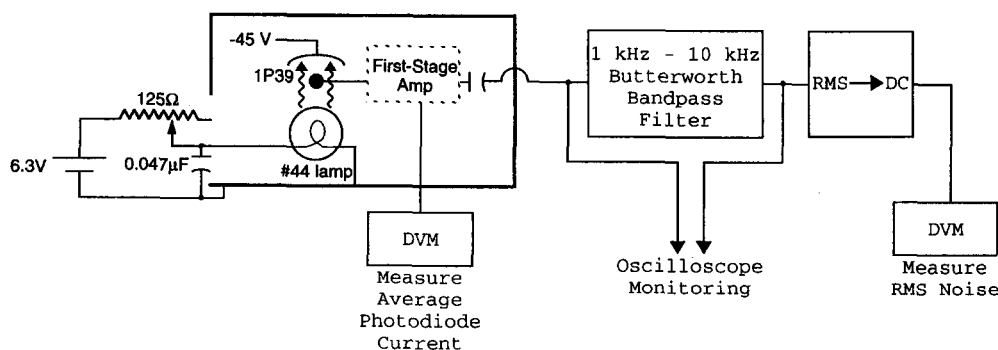 -45 V
1P39
First-Stage
Amp
125Ω
6.3V
0.047μF
#44 lamp
DVM
Measure
Average
Photodiode
Current
1 kHz - 10 kHz
Butterworth
Bandpass
Filter
RMS
DC
Oscilloscope
Monitoring
DVM
Measure
RMS Noise